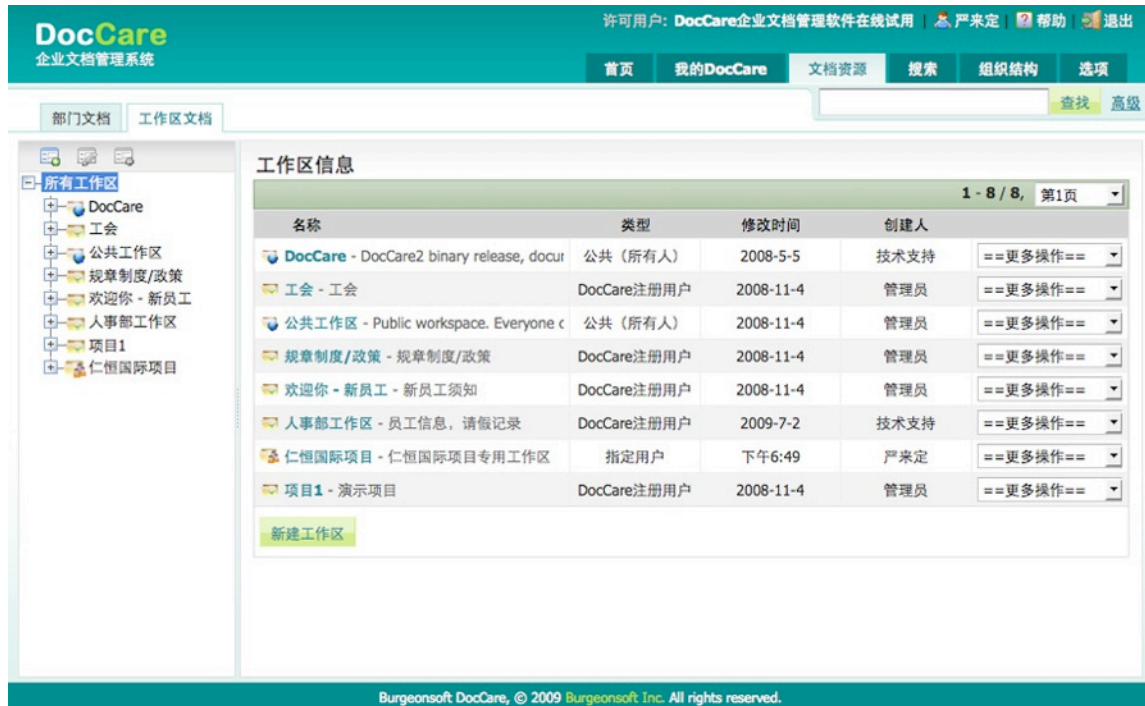 DocCare
企业文档管理系统
许可用户: DocCare企业文档管理软件在线试用 严来定 帮助 退出
首页 我的DocCare 文档资源 搜索 组织结构 选项
部门文档 工作区文档
查找 高级
所有工作区
DocCare
工会
公共工作区
规章制度/政策
欢迎你 - 新员工
人事部工作区
项目1
仁恒国际项目
工作区信息
1 - 8 / 8, 第1页
名称 类型 修改时间 创建人
DocCare - DocCare2 binary release, docur 公共（所有人） 2008-5-5 技术支持 ==更多操作==
工会 - 工会 DocCare注册用户 2008-11-4 管理员 ==更多操作==
公共工作区 - Public workspace. Everyone c 公共（所有人） 2008-11-4 管理员 ==更多操作==
规章制度/政策 - 规章制度/政策 DocCare注册用户 2008-11-4 管理员 ==更多操作==
欢迎你 - 新员工 - 新员工须知 DocCare注册用户 2008-11-4 管理员 ==更多操作==
人事部工作区 - 员工信息，请假记录 DocCare注册用户 2009-7-2 技术支持 ==更多操作==
仁恒国际项目 - 仁恒国际项目专用工作区 指定用户 下午6:49 严来定 ==更多操作==
项目1 - 演示项目 DocCare注册用户 2008-11-4 管理员 ==更多操作==
新建工作区
Burgeonsoft DocCare, © 2009 Burgeonsoft Inc. All rights reserved.